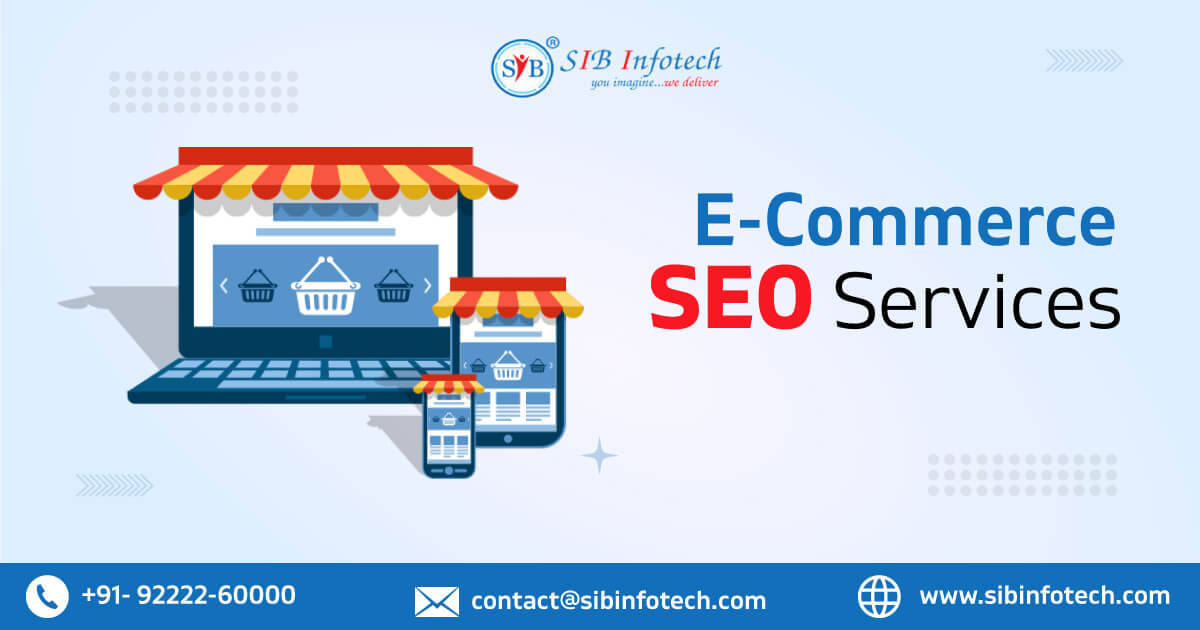 SIB
®
SIB Infotech
you imagine...we deliver
E-Commerce
SEO Services
+91- 92222-60000
contact@sibinfotech.com
www.sibinfotech.com